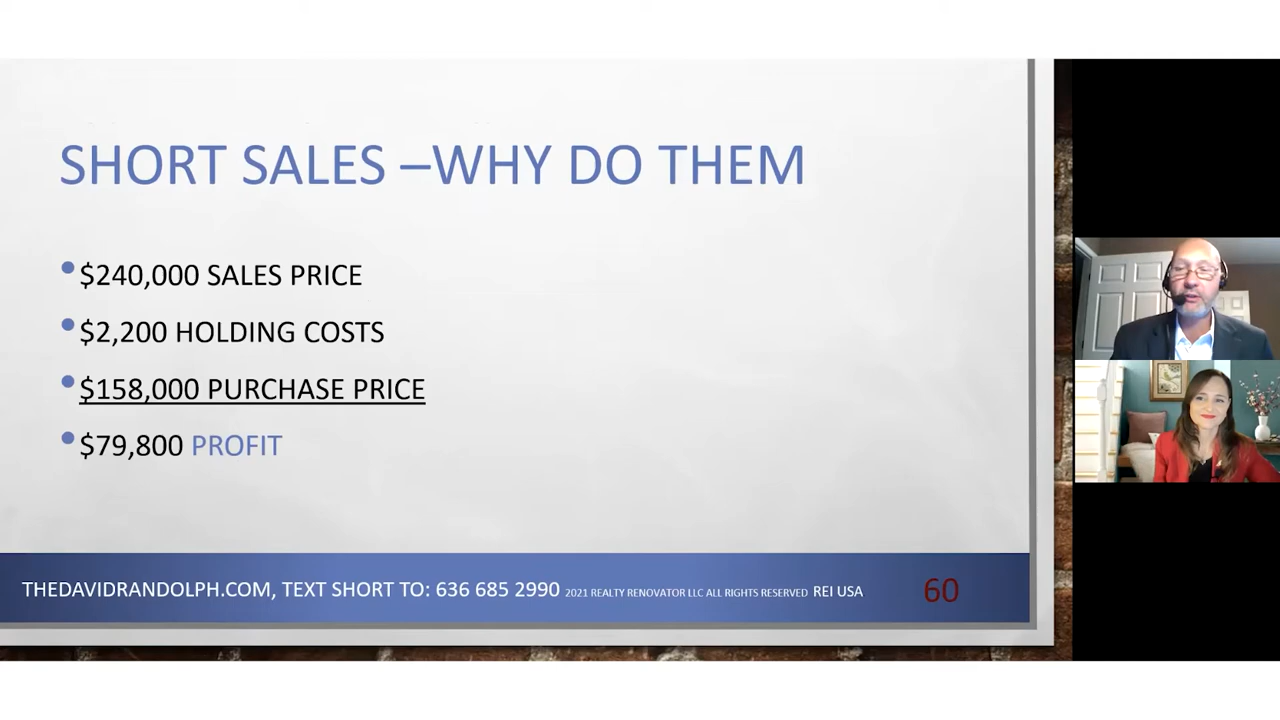 SHORT SALES –WHY DO THEM
•$240,000 SALES PRICE
•$2,200 HOLDING COSTS
•$158,000 PURCHASE PRICE
•$79,800 PROFIT
THEDAVIDRANDOLPH.COM, TEXT SHORT TO: 636 685 2990 2021 REALTY RENOVATOR LLC ALL RIGHTS RESERVED REI USA 60